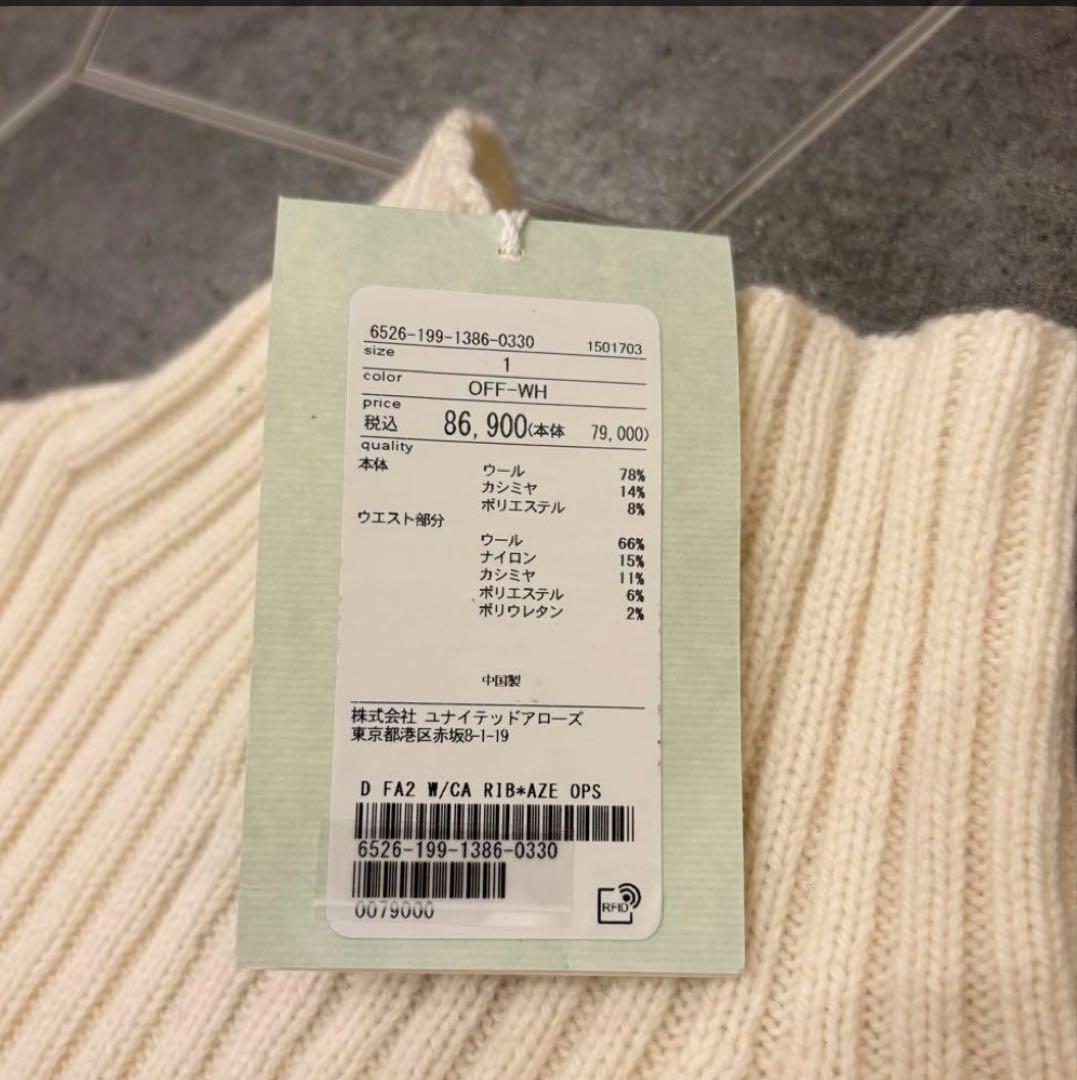 6526-199-1386-0330 1501703
size 1
color OFF-WH
price
税込 86,900(本体 79,000)
quality
本体 ウール 78%
カシミヤ 14%
ポリエステル 8%
ウエスト部分
ウール 66%
ナイロン 15%
カシミヤ 11%
ポリエステル 6%
ポリウレタン 2%
中国製
株式会社 ユナイテッドアローズ
東京都港区赤坂8-1-19
D FA2 W/CA RIB*AZE OPS
6526-199-1386-0330
0079000
RFID